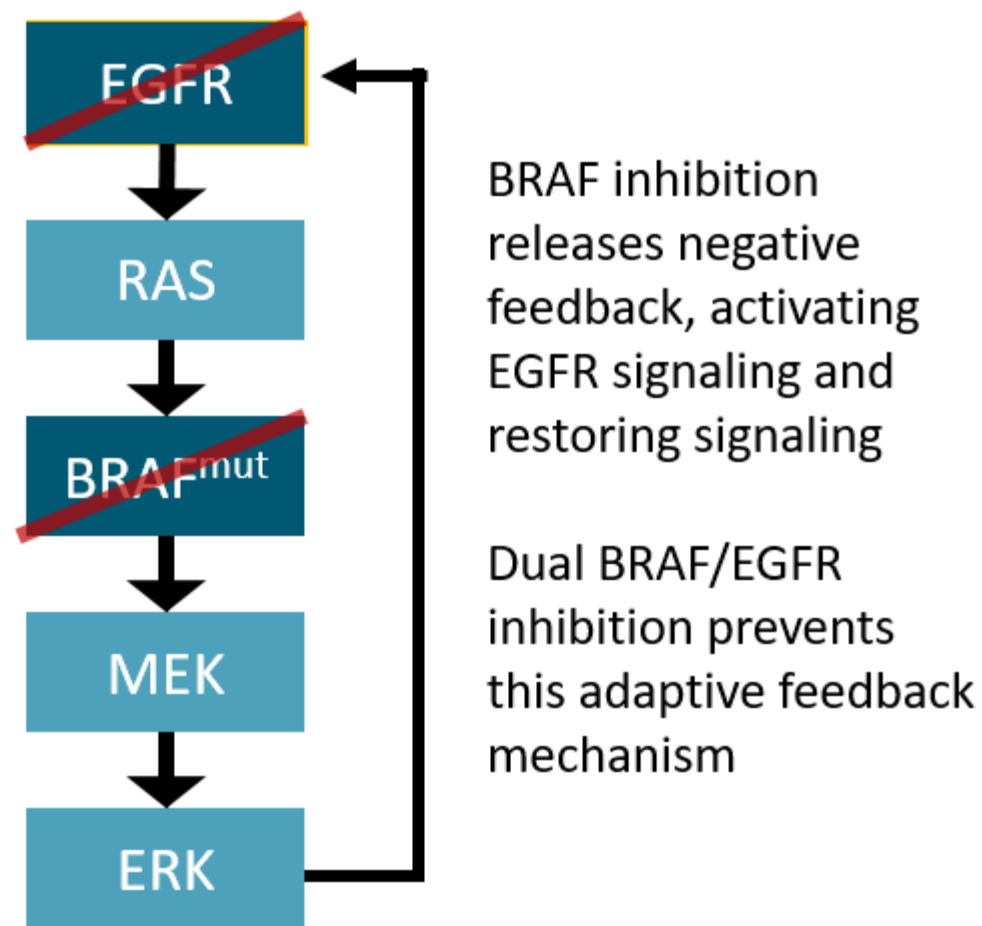 EGFR
RAS
BRAFmut
MEK
ERK
BRAF inhibition
releases negative
feedback, activating
EGFR signaling and
restoring signaling
Dual BRAF/EGFR
inhibition prevents
this adaptive feedback
mechanism